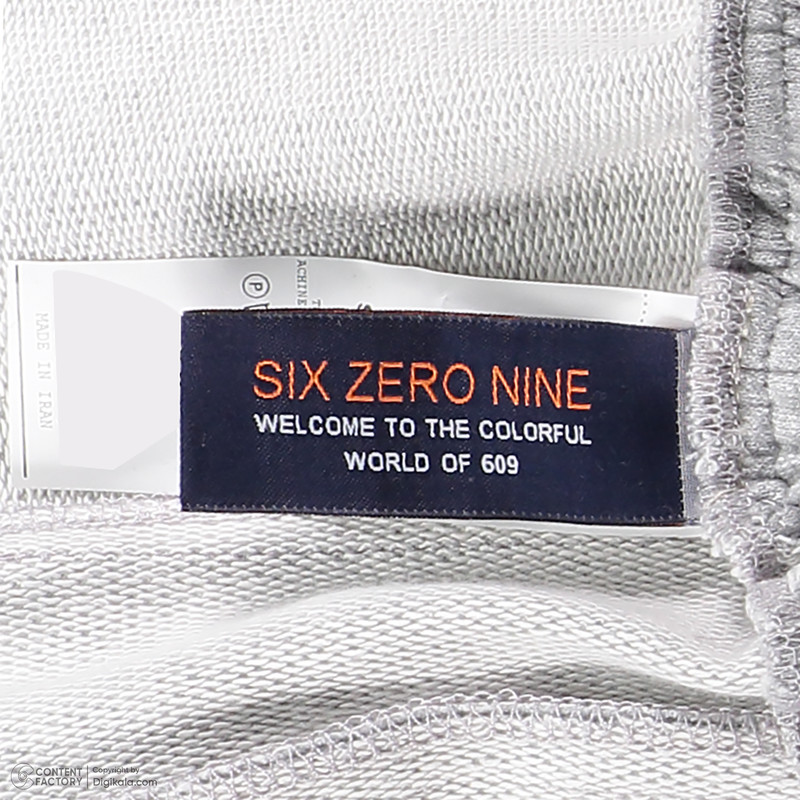 SIX ZERO NINE
WELCOME TO THE COLORFUL
WORLD OF 609
MADE IN IRAN
P
CONTENT
FACTORY
Copyright by
Digikala.com